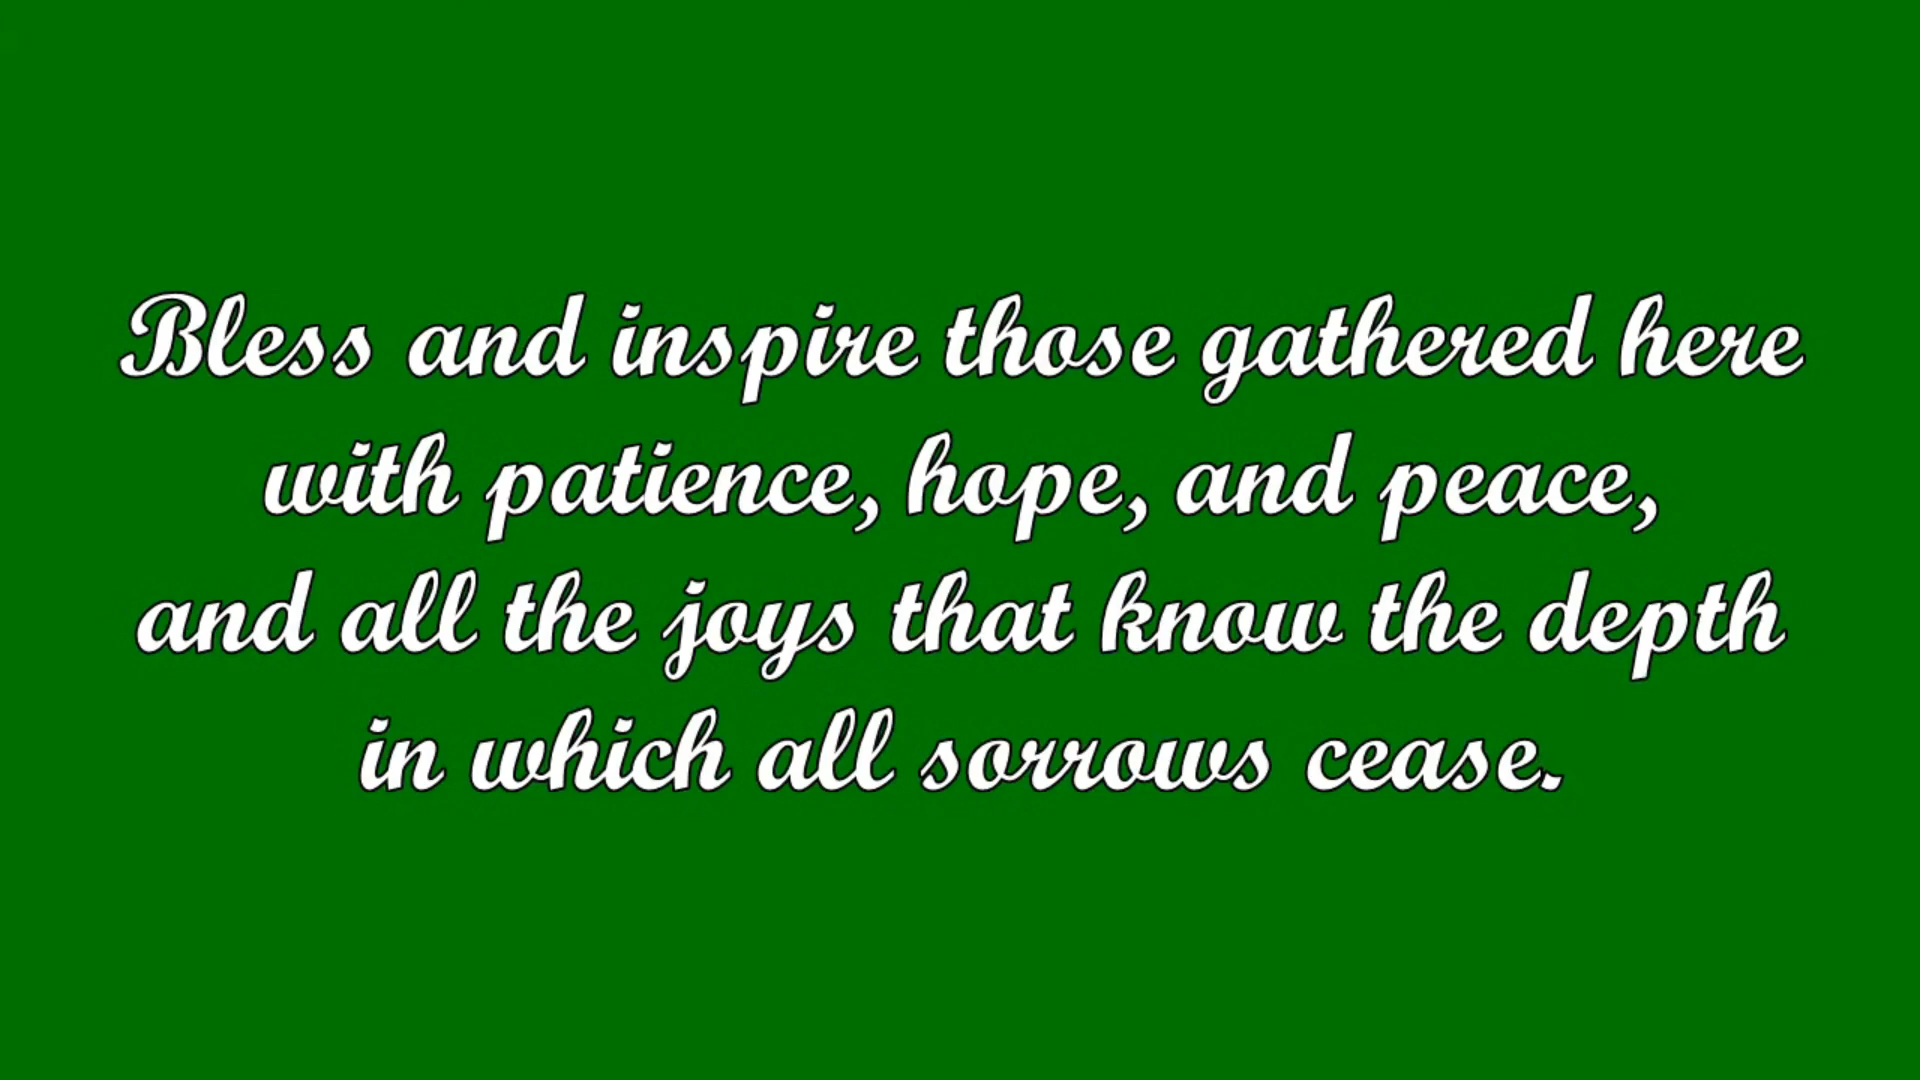 Bless and inspire those gathered here
with patience, hope, and peace,
and all the joys that know the depth
in which all sorrows cease.